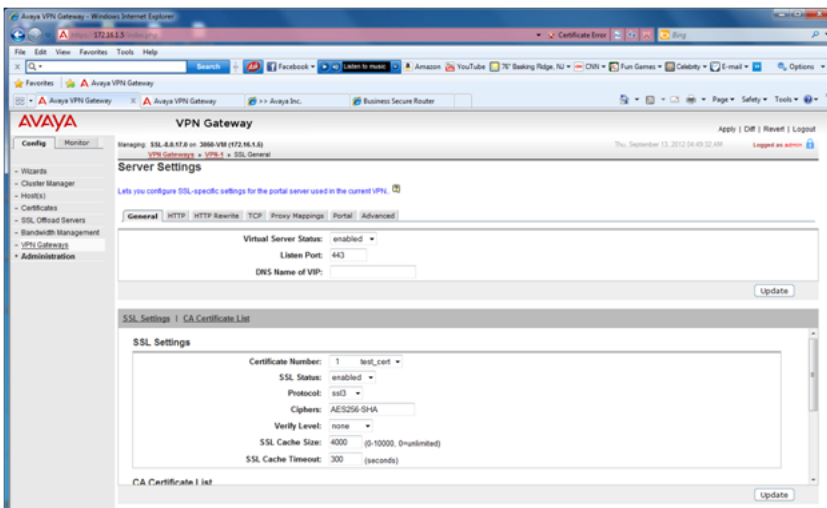 Avaya VPN Gateway - Windows Internet Explorer
https://172.16.1.5/index.php
Certificate Error
Bing
File Edit View Favorites Tools Help
Search
Facebook
Listen to music
Amazon
YouTube
76° Basking Ridge, NJ
CNN
Fun Games
Celebrity
E-mail
Options
Favorites
Avaya VPN Gateway
Avaya VPN Gateway
Avaya VPN Gateway
>> Avaya Inc.
Business Secure Router
Page Safety Tools
AVAYA
VPN Gateway
Apply | Diff | Revert | Logout
Config Monitor
Managing: SSL-8.0.17.0 on 3050-VM (172.16.1.5)
Thu, September 13, 2012 04:49:32 AM
Logged as admin
VPN Gateways » VPN-1 » SSL General
Server Settings
Wizards
Cluster Manager
Host(s)
Certificates
SSL Offload Servers
Bandwidth Management
VPN Gateways
Administration
Lets you configure SSL-specific settings for the portal server used in the current VPN.
General HTTP HTTP Rewrite TCP Proxy Mappings Portal Advanced
Virtual Server Status: enabled
Listen Port: 443
DNS Name of VIP:
Update
SSL Settings | CA Certificate List
SSL Settings
Certificate Number: 1 test_cert
SSL Status: enabled
Protocol: ssl3
Ciphers: AES256-SHA
Verify Level: none
SSL Cache Size: 4000 (0-10000, 0=unlimited)
SSL Cache Timeout: 300 (seconds)
CA Certificate List
Update